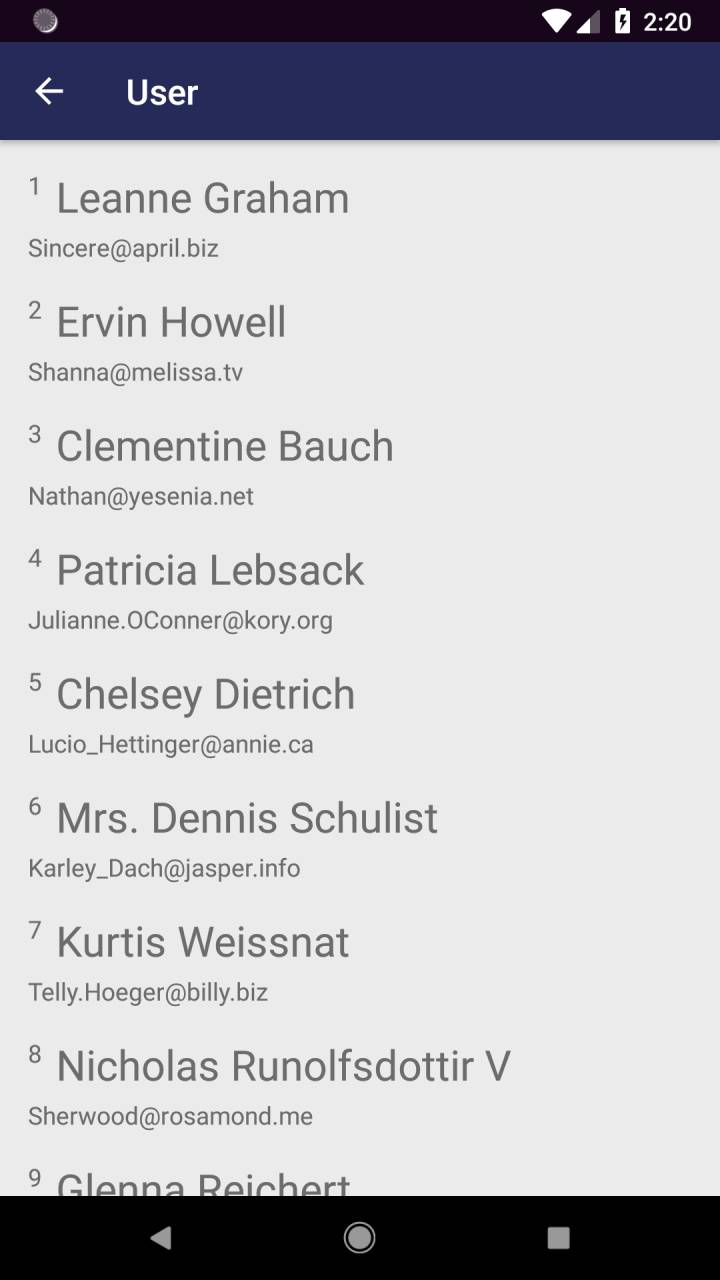 2:20
User
1 Leanne Graham
Sincere@april.biz
2 Ervin Howell
Shanna@melissa.tv
3 Clementine Bauch
Nathan@yesenia.net
4 Patricia Lebsack
Julianne.OConner@kory.org
5 Chelsey Dietrich
Lucio_Hettinger@annie.ca
6 Mrs. Dennis Schulist
Karley_Dach@jasper.info
7 Kurtis Weissnat
Telly.Hoeger@billy.biz
8 Nicholas Runolfsdottir V
Sherwood@rosamond.me
9 Glenna Reichert